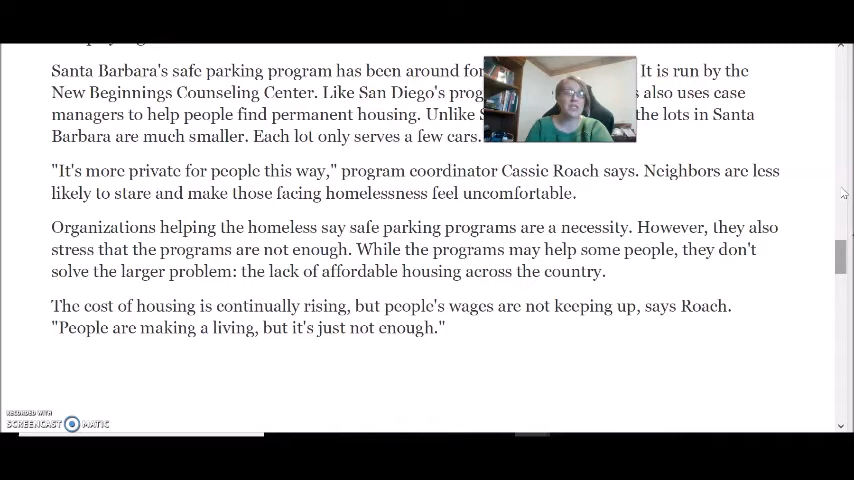 Santa Barbara's safe parking program has been around for It is run by the
New Beginnings Counseling Center. Like San Diego's also uses case
managers to help people find permanent housing. Unlike the lots in Santa
Barbara are much smaller. Each lot only serves a few cars.
"It's more private for people this way," program coordinator Cassie Roach says. Neighbors are less
likely to stare and make those facing homelessness feel uncomfortable.
Organizations helping the homeless say safe parking programs are a necessity. However, they also
stress that the programs are not enough. While the programs may help some people, they don't
solve the larger problem: the lack of affordable housing across the country.
The cost of housing is continually rising, but people's wages are not keeping up, says Roach.
"People are making a living, but it's just not enough."
RECORDED WITH
SCREENCAST MATIC